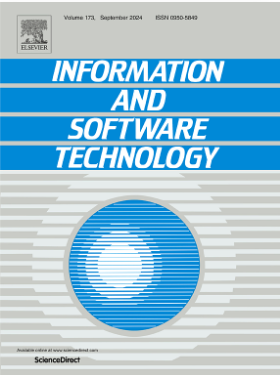 Volume 173, September 2024
ISSN 0950-5849
ELSEVIER
INFORMATION
AND
SOFTWARE
TECHNOLOGY
Available online at www.sciencedirect.com
ScienceDirect